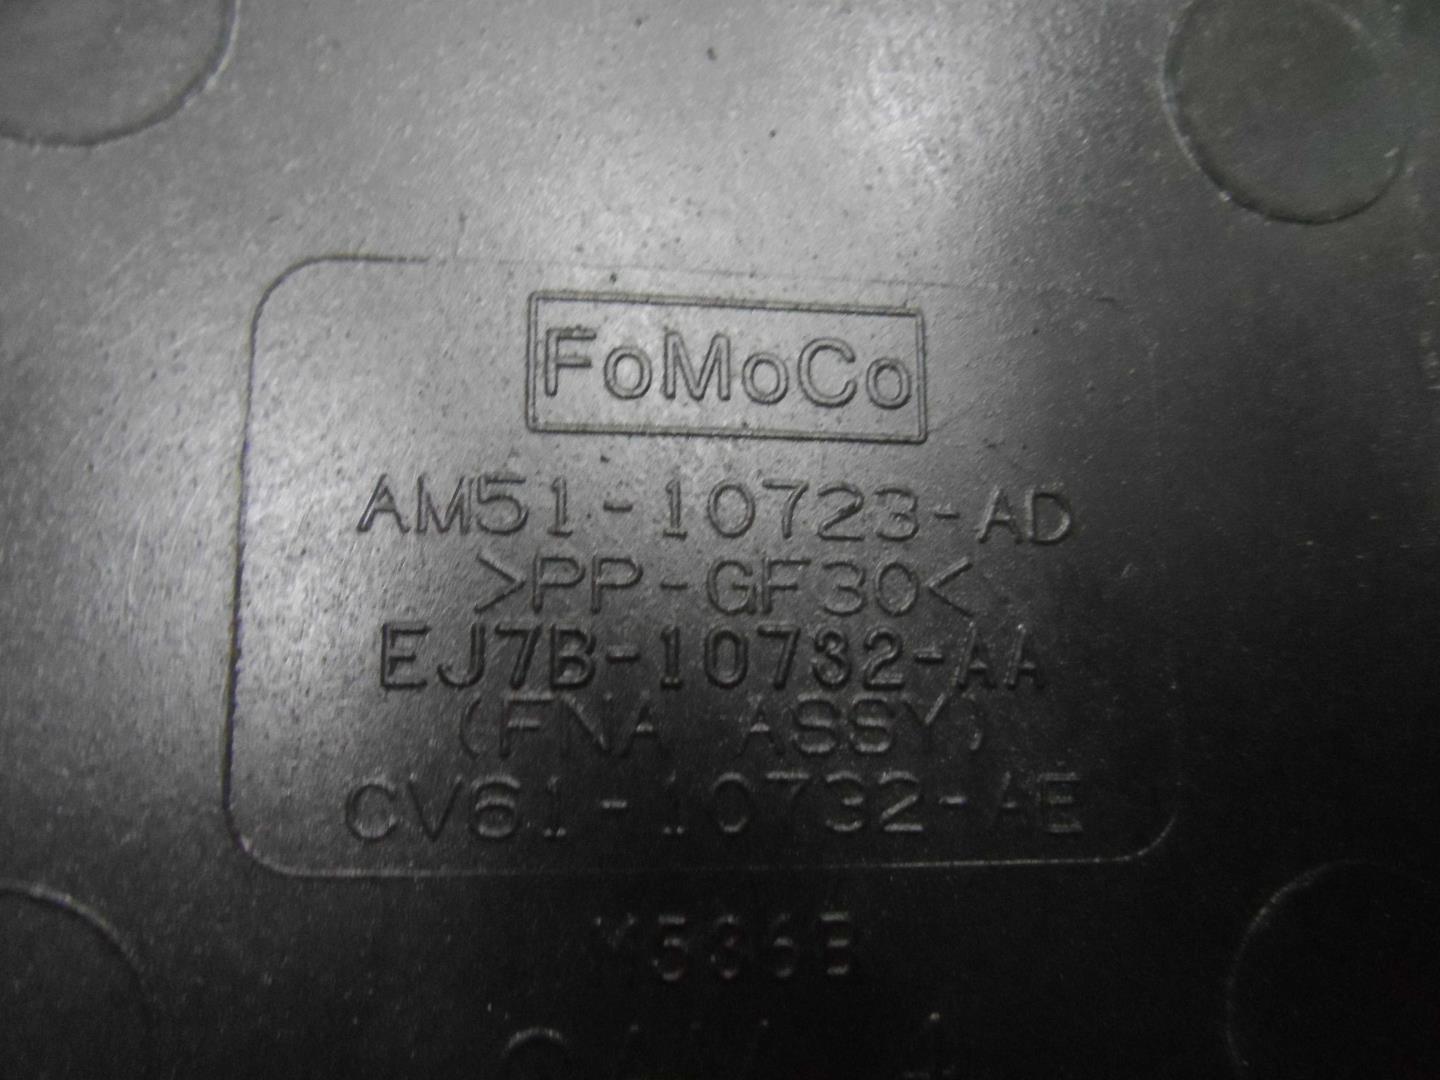 FoMoCo
AM51-10723-AD
>PP-GF30<
EJ7B-10732-AA
(FNA ASSY)
CV61-10732-AE